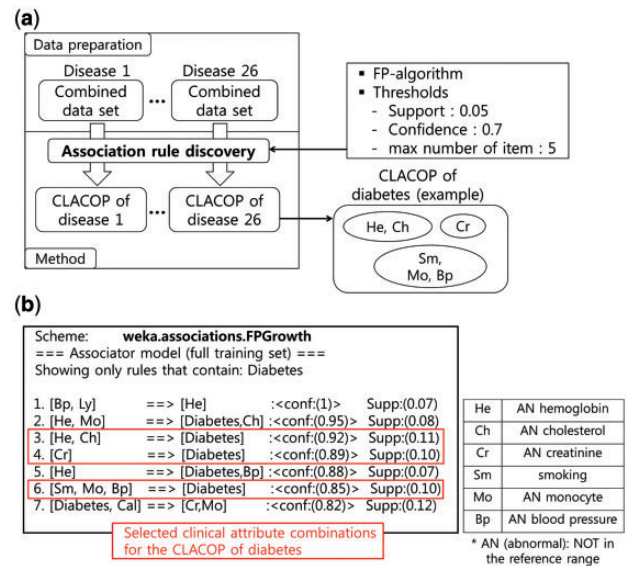 (a)
Data preparation
Disease 1 Disease 26
Combined data set ... Combined data set
Association rule discovery
CLACOP of disease 1 ... CLACOP of disease 26
Method
▪ FP-algorithm
▪ Thresholds
- Support : 0.05
- Confidence : 0.7
- max number of item : 5
CLACOP of
diabetes (example)
He, Ch Cr
Sm,
Mo, Bp
(b)
Scheme: weka.associations.FPGrowth
=== Associator model (full training set) ===
Showing only rules that contain: Diabetes
1. [Bp, Ly] ==> [He] :<conf:(1)> Supp:(0.07)
2. [He, Mo] ==> [Diabetes,Ch] :<conf:(0.95)> Supp:(0.08)
3. [He, Ch] ==> [Diabetes] :<conf:(0.92)> Supp:(0.11)
4. [Cr] ==> [Diabetes] :<conf:(0.89)> Supp:(0.10)
5. [He] ==> [Diabetes,Bp] :<conf:(0.88)> Supp:(0.07)
6. [Sm, Mo, Bp] ==> [Diabetes] :<conf:(0.85)> Supp:(0.10)
7. [Diabetes, Cal] ==> [Cr,Mo] :<conf:(0.82)> Supp:(0.12)
Selected clinical attribute combinations
for the CLACOP of diabetes
He AN hemoglobin
Ch AN cholesterol
Cr AN creatinine
Sm smoking
Mo AN monocyte
Bp AN blood pressure
* AN (abnormal): NOT in
the reference range